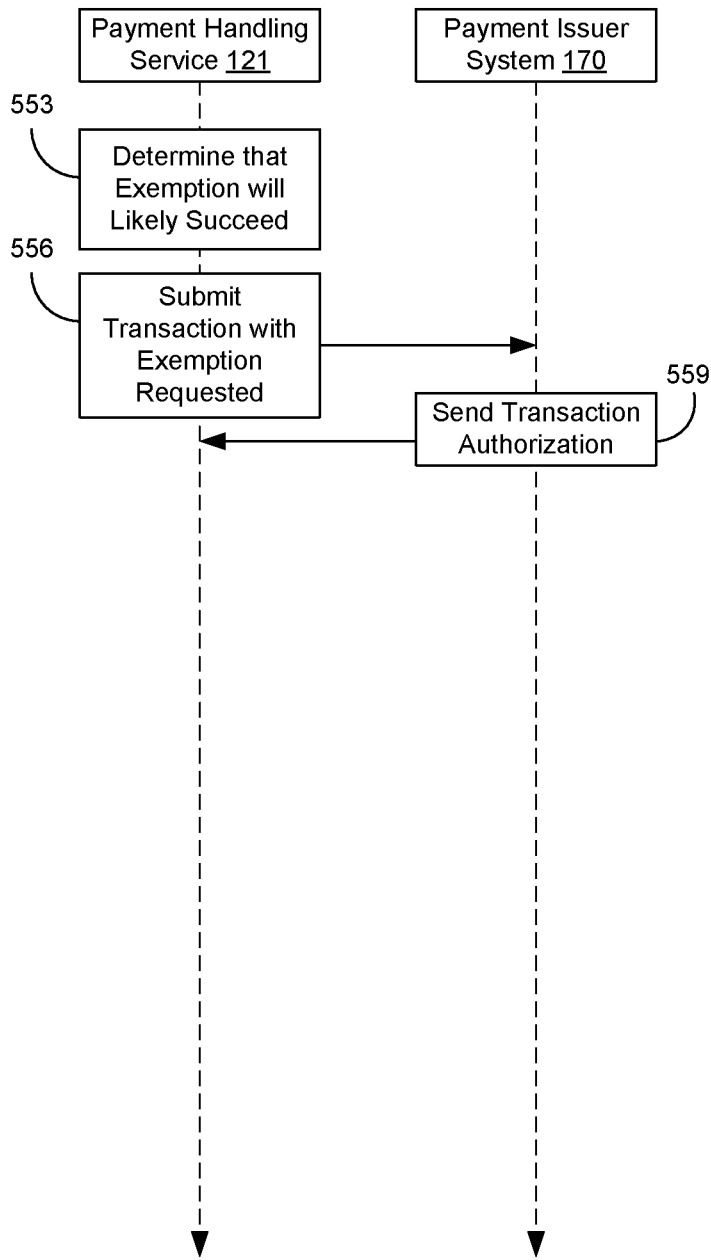 Payment Handling
Service 121
Payment Issuer
System 170
553
Determine that
Exemption will
Likely Succeed
556
Submit
Transaction with
Exemption
Requested
559
Send Transaction
Authorization